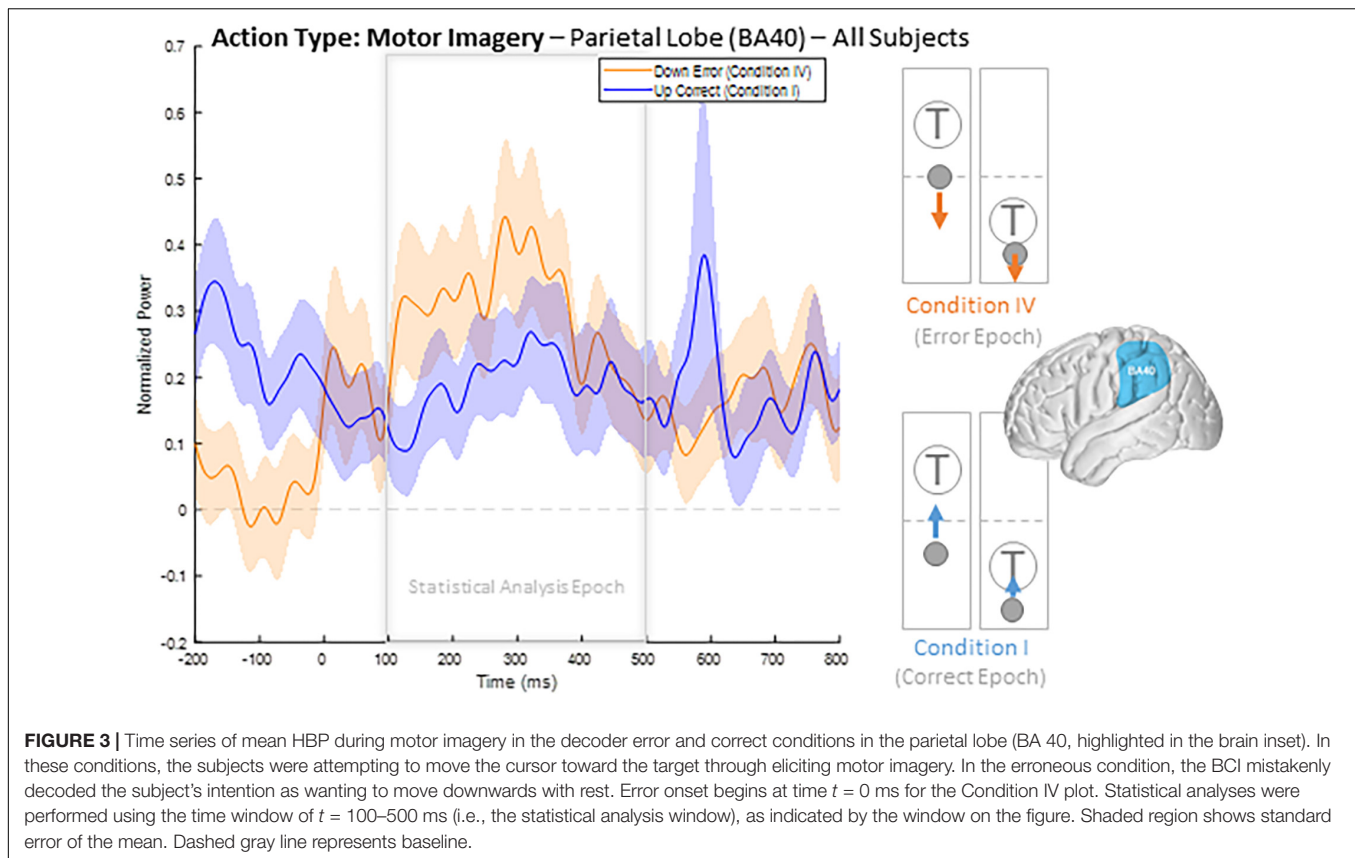 Action Type: Motor Imagery – Parietal Lobe (BA40) – All Subjects
Down Error (Condition IV)
Up Correct (Condition I)
Normalized Power
0.7
0.6
0.5
0.4
0.3
0.2
0.1
0
-0.1
-0.2
Statistical Analysis Epoch
-200 -100 0 100 200 300 400 500 600 700 800
Time (ms)
T
T
Condition IV
(Error Epoch)
BA40
T
T
Condition I
(Correct Epoch)
FIGURE 3 | Time series of mean HBP during motor imagery in the decoder error and correct conditions in the parietal lobe (BA 40, highlighted in the brain inset). In
these conditions, the subjects were attempting to move the cursor toward the target through eliciting motor imagery. In the erroneous condition, the BCI mistakenly
decoded the subject's intention as wanting to move downwards with rest. Error onset begins at time t = 0 ms for the Condition IV plot. Statistical analyses were
performed using the time window of t = 100–500 ms (i.e., the statistical analysis window), as indicated by the window on the figure. Shaded region shows standard
error of the mean. Dashed gray line represents baseline.